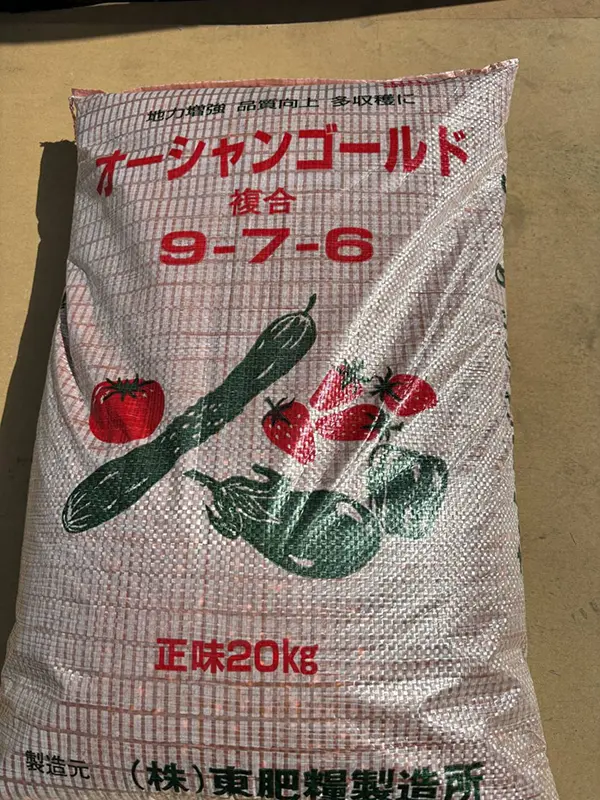 地力増強 品質向上 多収穫に
オーシャンゴールド
複合
9-7-6
正味20kg
製造元 (株)東肥糧製造所